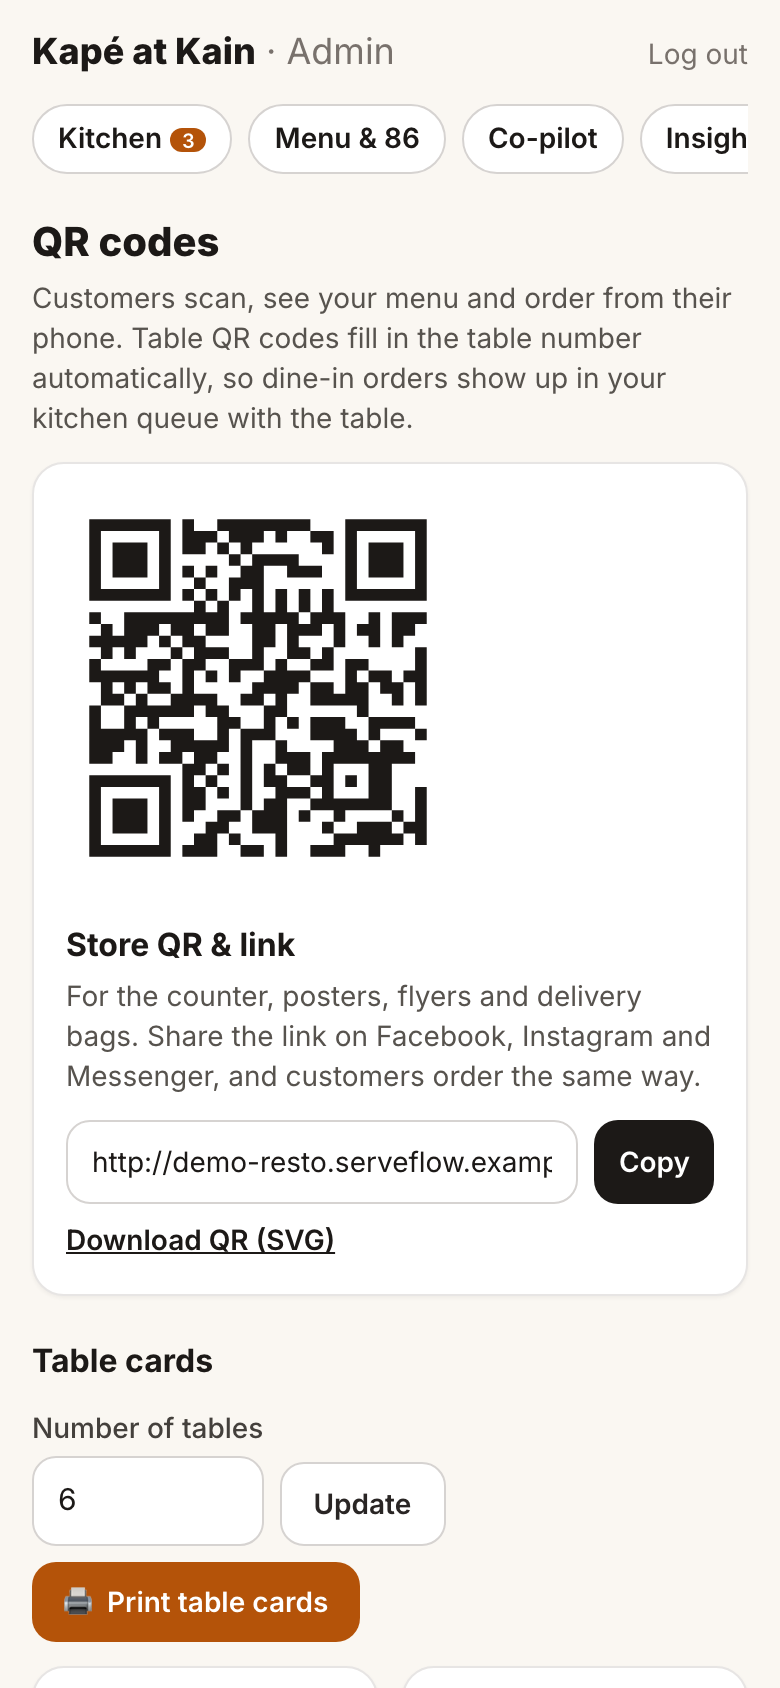 Kapé at Kain · Admin
Log out
Kitchen 3
Menu & 86
Co-pilot
Insigh
QR codes
Customers scan, see your menu and order from their
phone. Table QR codes fill in the table number
automatically, so dine-in orders show up in your
kitchen queue with the table.
Store QR & link
For the counter, posters, flyers and delivery
bags. Share the link on Facebook, Instagram and
Messenger, and customers order the same way.
http://demo-resto.serveflow.examp
Copy
Download QR (SVG)
Table cards
Number of tables
6
Update
Print table cards